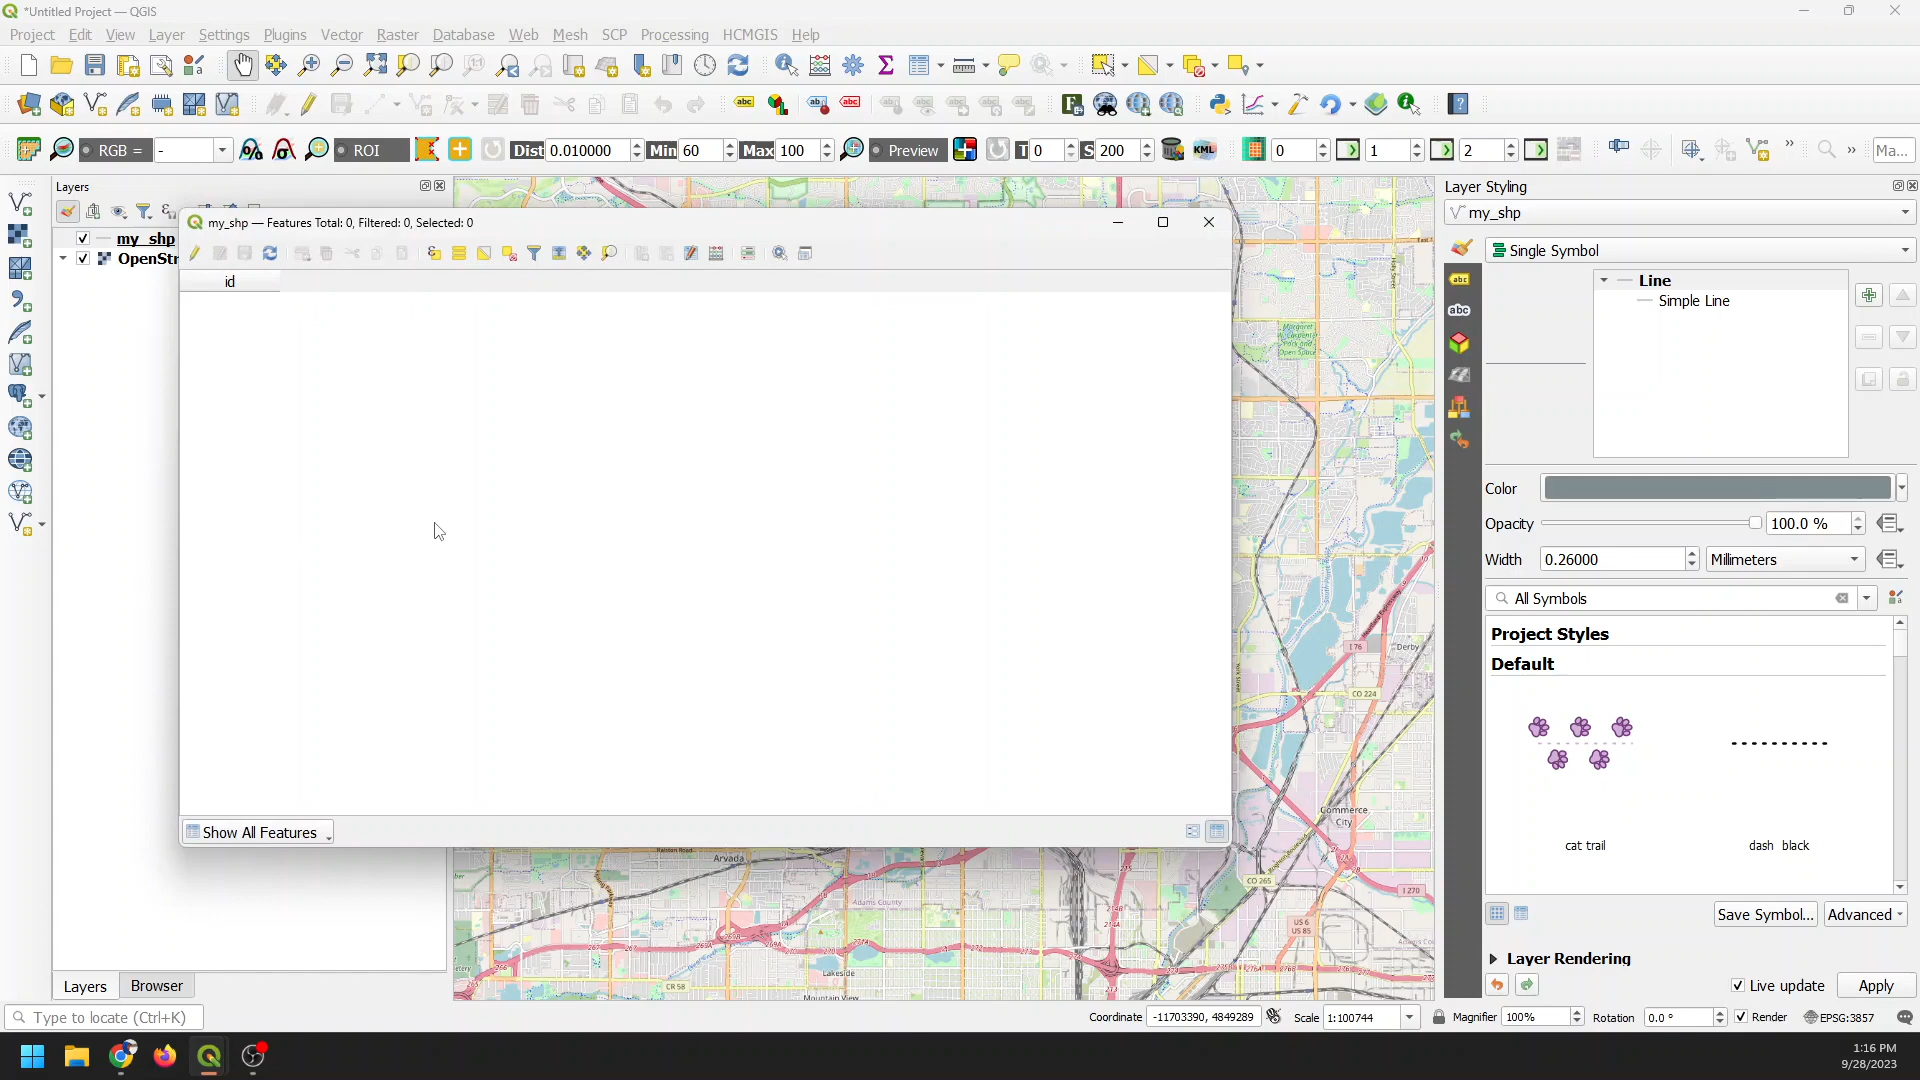 *Untitled Project — QGIS
Project Edit View Layer Settings Plugins Vector Raster Database Web Mesh SCP Processing HCMGIS Help
RGB = - ROI Dist 0.010000 Min 60 Max 100 Preview T 0 S 200 KML 0 1 2 » » Ma...
Layers
Layer Styling
my_shp
my_shp — Features Total: 0, Filtered: 0, Selected: 0
my_shp
OpenStr
id
Single Symbol
Line
Simple Line
Color
Opacity 100.0 %
Width 0.26000 Millimeters
All Symbols
Project Styles
Default
cat trail
dash black
Show All Features
I 76
Derby
CO 224
Commerce
City
CO 265
I 270
US 6
US 85
Arvada
Adams County
Lakeside
CR 58
Mountain View
Save Symbol...
Advanced
Layer Rendering
Live update
Apply
Layers
Browser
Type to locate (Ctrl+K)
Coordinate -11703390, 4849289 Scale 1:100744 Magnifier 100% Rotation 0.0 ° Render EPSG:3857
1:16 PM
9/28/2023